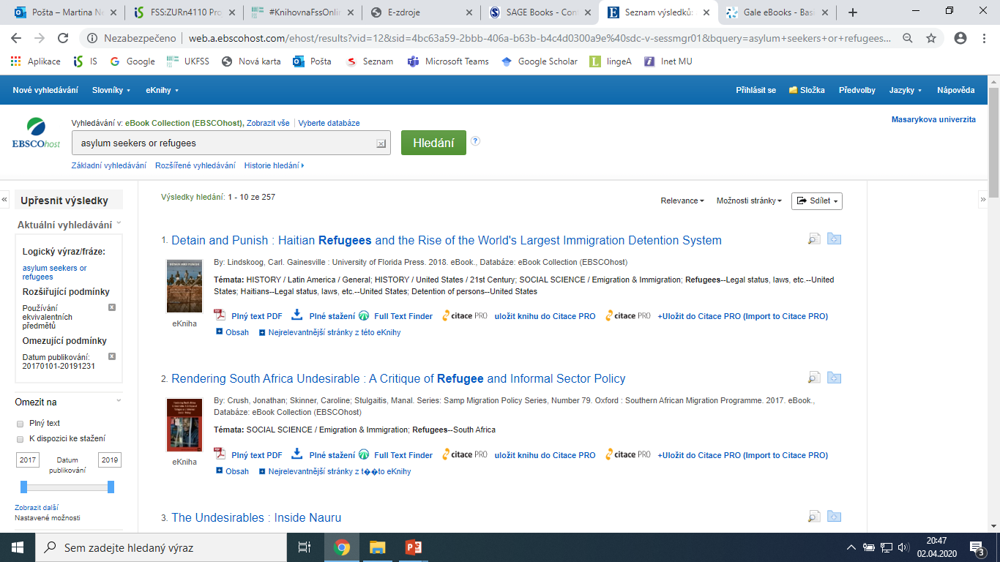 Pošta – Martina Ne
FSS:ZURn4110 Pro
#KnihovnaFssOnlin
E-zdroje
SAGE Books - Cont
Seznam výsledků:
Gale eBooks - Basi
Nezabezpečeno | web.a.ebscohost.com/ehost/results?vid=12&sid=4bc63a59-2bbb-406a-b63b-b4c4d0300a9e%40sdc-v-sessmgr01&bquery=asylum+seekers+or+refugees...
Aplikace IS Google UKFSS Nová karta Pošta Seznam Microsoft Teams Google Scholar lingeA Inet MU
Nové vyhledávání Slovníky eKnihy Přihlásit se Složka Předvolby Jazyky Nápověda
Masarykova univerzita
EBSCOhost
Vyhledávání v: eBook Collection (EBSCOhost), Zobrazit vše | Vyberte databáze
asylum seekers or refugees
Hledání
?
Základní vyhledávání Rozšířené vyhledávání Historie hledání
Upřesnit výsledky
Aktuální vyhledávání
Logický výraz/fráze:
asylum seekers or
refugees
Rozšiřující podmínky
Používání
ekvivalentních
předmětů
Omezující podmínky
Datum publikování:
20170101-20191231
Omezit na
Plný text
K dispozici ke stažení
2017 Datum publikování 2019
Zobrazit další
Nastavené možnosti
Výsledky hledání: 1 - 10 ze 257
Relevance Možnosti stránky Sdílet
1. Detain and Punish : Haitian Refugees and the Rise of the World's Largest Immigration Detention System
By: Lindskoog, Carl. Gainesville : University of Florida Press. 2018. eBook., Databáze: eBook Collection (EBSCOhost)
Témata: HISTORY / Latin America / General; HISTORY / United States / 21st Century; SOCIAL SCIENCE / Emigration & Immigration; Refugees--Legal status, laws, etc.--United
States; Haitians--Legal status, laws, etc.--United States; Detention of persons--United States
DETAIN AND PUNISH
eKniha
Plný text PDF Plné stažení Full Text Finder citace PRO uložit knihu do Citace PRO citace PRO +Uložit do Citace PRO (Import to Citace PRO)
Obsah Nejrelevantnější stránky z této eKnihy
2. Rendering South Africa Undesirable : A Critique of Refugee and Informal Sector Policy
By: Crush, Jonathan; Skinner, Caroline; Stulgaitis, Manal. Series: Samp Migration Policy Series, Number 79. Oxford : Southern African Migration Programme. 2017. eBook.,
Databáze: eBook Collection (EBSCOhost)
Témata: SOCIAL SCIENCE / Emigration & Immigration; Refugees--South Africa
eKniha
Plný text PDF Plné stažení Full Text Finder citace PRO uložit knihu do Citace PRO citace PRO +Uložit do Citace PRO (Import to Citace PRO)
Obsah Nejrelevantnější stránky z t��to eKnihy
3. The Undesirables : Inside Nauru
Sem zadejte hledaný výraz
20:47
02.04.2020
3